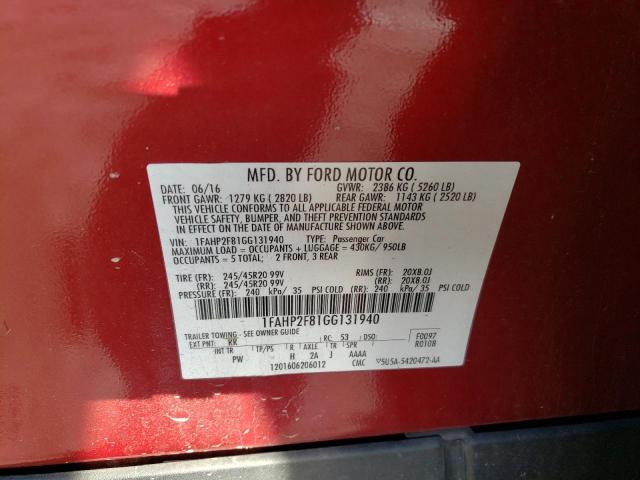 MFD. BY FORD MOTOR CO.
DATE: 06/16 GVWR: 2386 KG ( 5260 LB)
FRONT GAWR: 1279 KG ( 2820 LB) REAR GAWR: 1143 KG ( 2520 LB)
THIS VEHICLE CONFORMS TO ALL APPLICABLE FEDERAL MOTOR
VEHICLE SAFETY, BUMPER, AND THEFT PREVENTION STANDARDS
IN EFFECT ON THE DATE OF MANUFACTURE SHOWN ABOVE.
VIN: 1FAHP2F81GG131940 TYPE: Passenger Car
MAXIMUM LOAD = OCCUPANTS + LUGGAGE = 430KG/ 950LB
OCCUPANTS = 5 TOTAL; 2 FRONT, 3 REAR
TIRE (FR): 245/45R20 99V RIMS (FR): 20X8.0J
(RR): 245/45R20 99V (RR): 20X8.0J
PRESSURE (FR): 240 kPa/ 35 PSI COLD (RR): 240 kPa/ 35 PSI COLD
1FAHP2F81GG131940
TRAILER TOWING - SEE OWNER GUIDE
EXT PNT: KK RC: 53 DSO: F0097
INT TR TP/PS R AXLE TR SPR R0108
PW H 2A J AAAA
1201606206012 CMC 5USA-5420472-AA